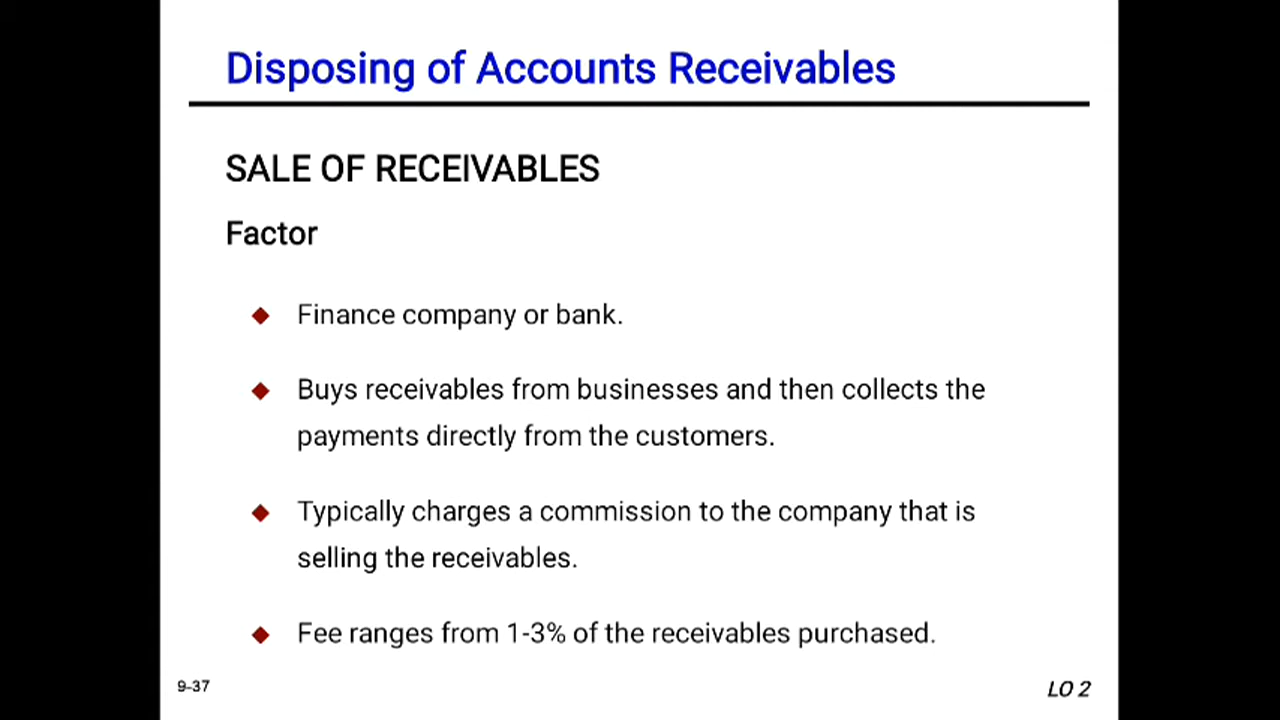 Disposing of Accounts Receivables
SALE OF RECEIVABLES
Factor
Finance company or bank.
Buys receivables from businesses and then collects the
payments directly from the customers.
Typically charges a commission to the company that is
selling the receivables.
Fee ranges from 1-3% of the receivables purchased.
9-37
LO 2